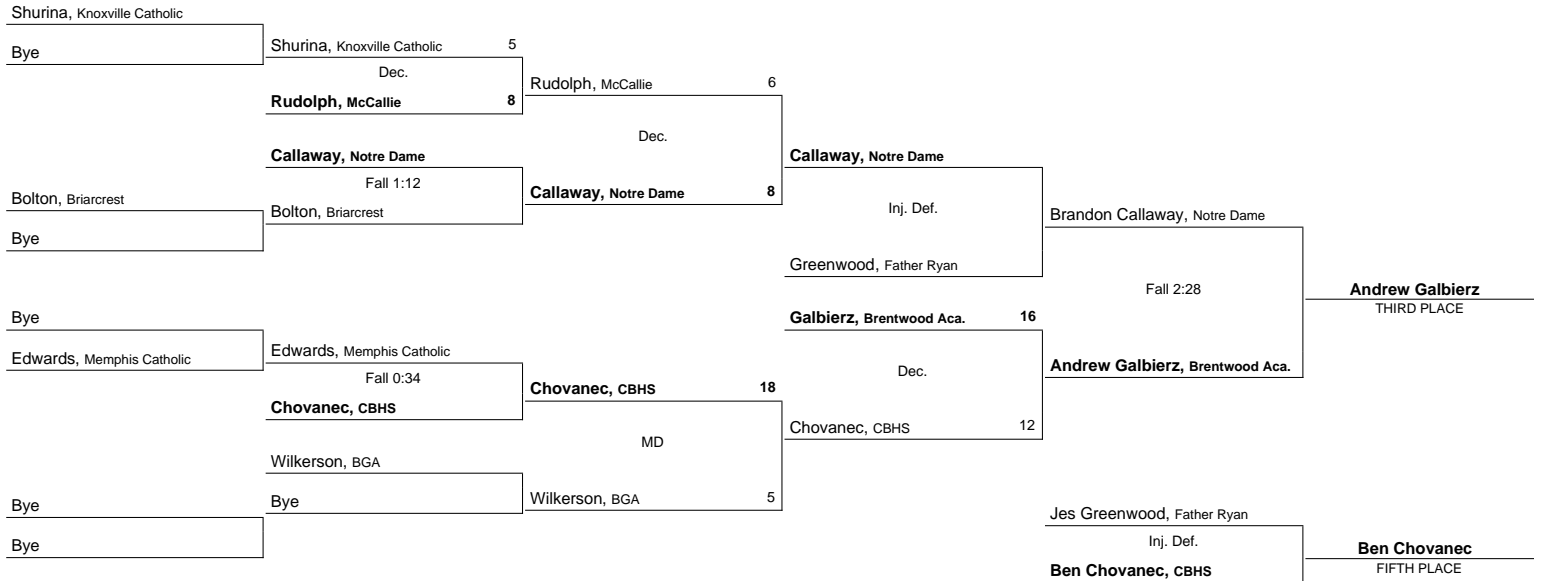 Shurina, Knoxville Catholic
Bye
Bolton, Briarcrest
Bye
Bye
Edwards, Memphis Catholic
Bye
Bye
Shurina, Knoxville Catholic 5
Dec.
Rudolph, McCallie 8
Callaway, Notre Dame
Fall 1:12
Bolton, Briarcrest
Edwards, Memphis Catholic
Fall 0:34
Chovanec, CBHS
Wilkerson, BGA
Bye
Rudolph, McCallie 6
Dec.
Callaway, Notre Dame 8
Chovanec, CBHS 18
MD
Wilkerson, BGA 5
Callaway, Notre Dame
Inj. Def.
Greenwood, Father Ryan
Galbierz, Brentwood Aca. 16
Dec.
Chovanec, CBHS 12
Brandon Callaway, Notre Dame
Fall 2:28
Andrew Galbierz, Brentwood Aca.
Andrew Galbierz
THIRD PLACE
Jes Greenwood, Father Ryan
Inj. Def.
Ben Chovanec, CBHS
Ben Chovanec
FIFTH PLACE